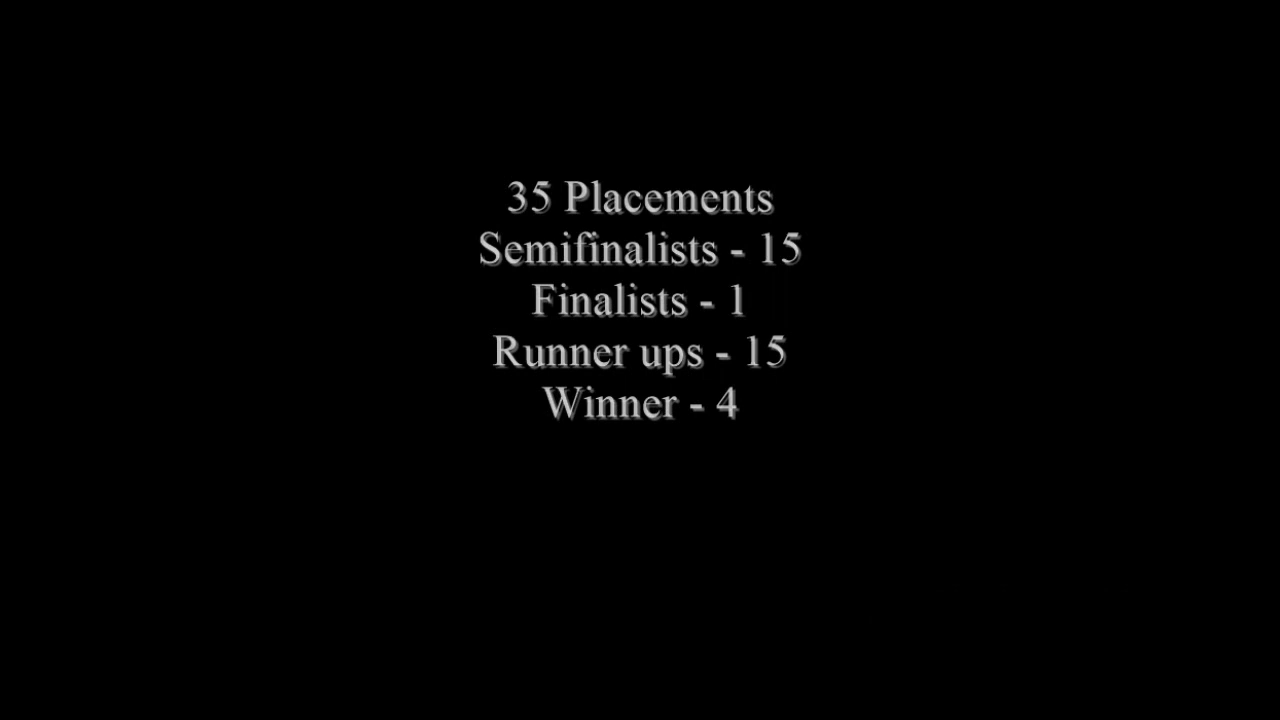 35 Placements
Semifinalists - 15
Finalists - 1
Runner ups - 15
Winner - 4